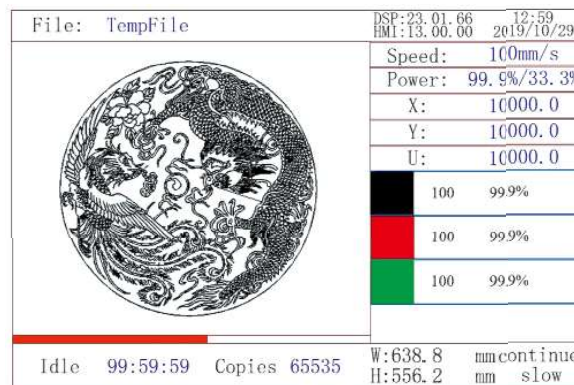 File: TempFile
DSP:23.01.66 12:59
HMI:13.00.00 2019/10/29
Speed: 100mm/s
Power: 99.9%/33.3%
X: 10000.0
Y: 10000.0
U: 10000.0
100 99.9%
100 99.9%
100 99.9%
Idle 99:59:59 Copies 65535
W:638.8 mm continue
H:556.2 mm slow